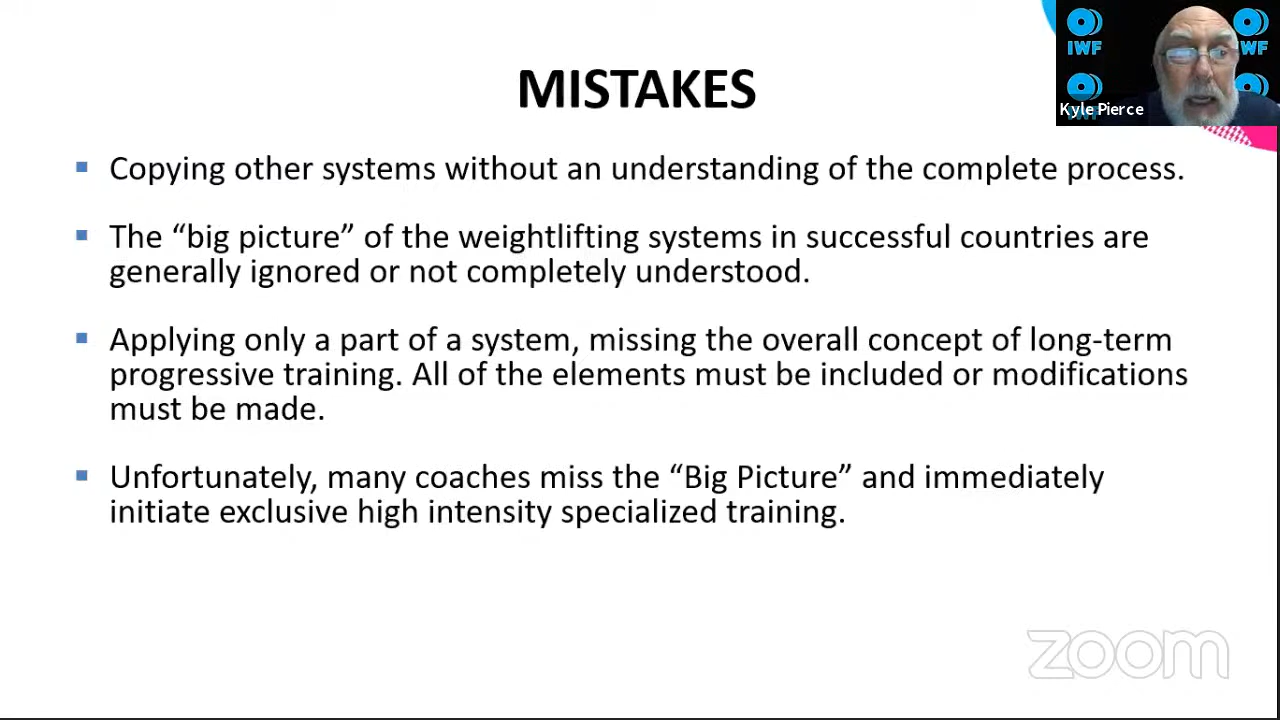 MISTAKES
IWF
WF
Kyle Pierce
Copying other systems without an understanding of the complete process.
The “big picture” of the weightlifting systems in successful countries are
generally ignored or not completely understood.
Applying only a part of a system, missing the overall concept of long-term
progressive training. All of the elements must be included or modifications
must be made.
Unfortunately, many coaches miss the “Big Picture” and immediately
initiate exclusive high intensity specialized training.
zoom